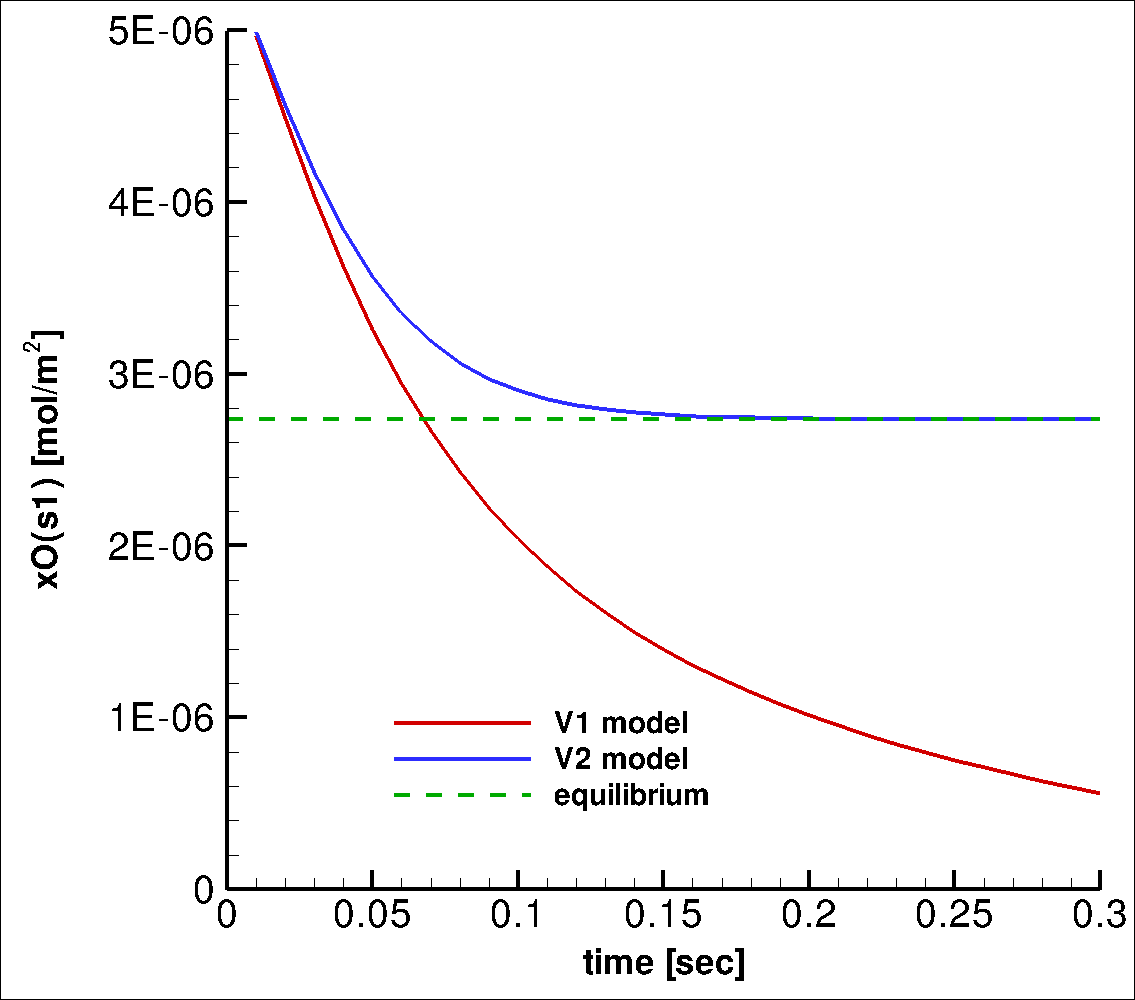 5E-06
4E-06
3E-06
2E-06
1E-06
0
xO(s1) [mol/m²]
V1 model
V2 model
equilibrium
0 0.05 0.1 0.15 0.2 0.25 0.3
time [sec]